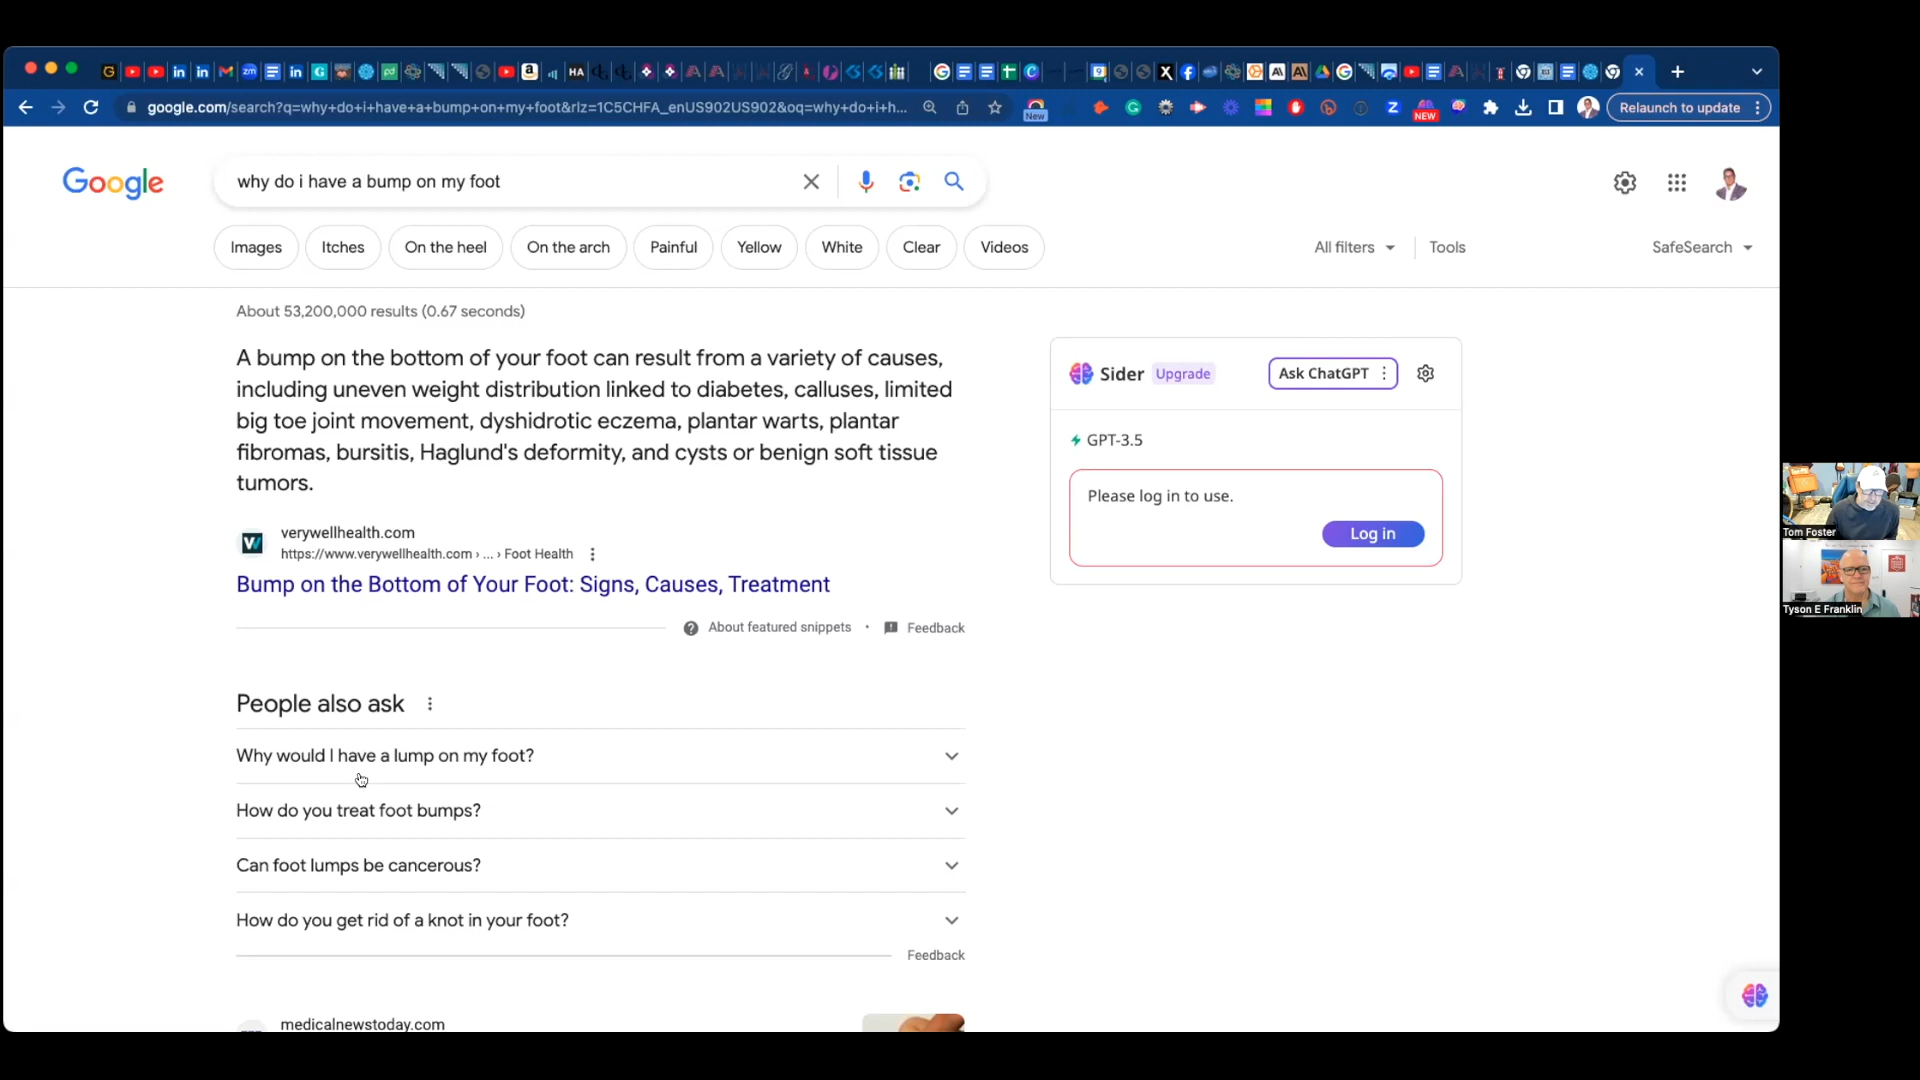 google.com/search?q=why+do+i+have+a+bump+on+my+foot&rlz=1C5CHFA_enUS902US902&oq=why+do+i+h...
New
NEW
Relaunch to update
Google
why do i have a bump on my foot
Images
Itches
On the heel
On the arch
Painful
Yellow
White
Clear
Videos
All filters
Tools
SafeSearch
About 53,200,000 results (0.67 seconds)
A bump on the bottom of your foot can result from a variety of causes,
including uneven weight distribution linked to diabetes, calluses, limited
big toe joint movement, dyshidrotic eczema, plantar warts, plantar
fibromas, bursitis, Haglund's deformity, and cysts or benign soft tissue
tumors.
verywellhealth.com
https://www.verywellhealth.com › ... › Foot Health
Bump on the Bottom of Your Foot: Signs, Causes, Treatment
About featured snippets • Feedback
People also ask
Why would I have a lump on my foot?
How do you treat foot bumps?
Can foot lumps be cancerous?
How do you get rid of a knot in your foot?
Feedback
medicalnewstoday.com
Sider Upgrade
Ask ChatGPT
GPT-3.5
Please log in to use.
Log in
Tom Foster
Tyson E Franklin